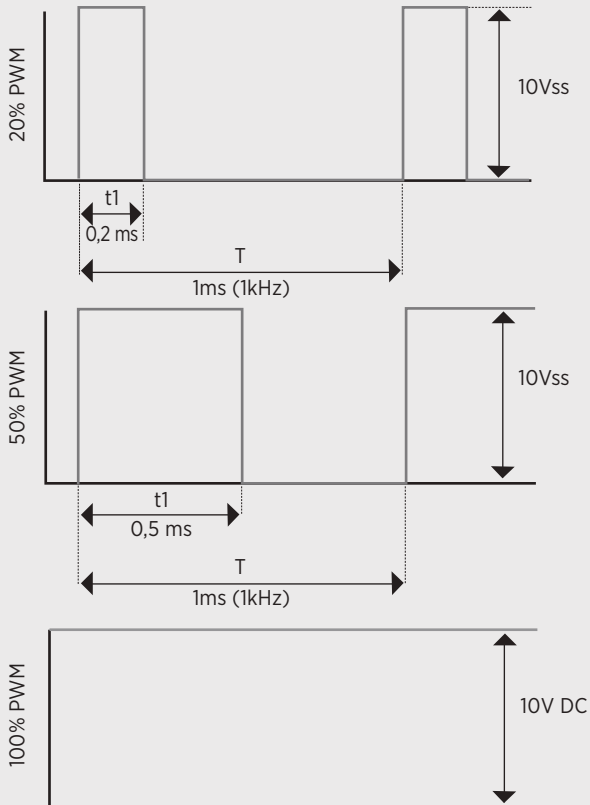 20% PWM
10Vss
t1
0,2 ms
T
1ms (1kHz)
50% PWM
10Vss
t1
0,5 ms
T
1ms (1kHz)
100% PWM
10V DC